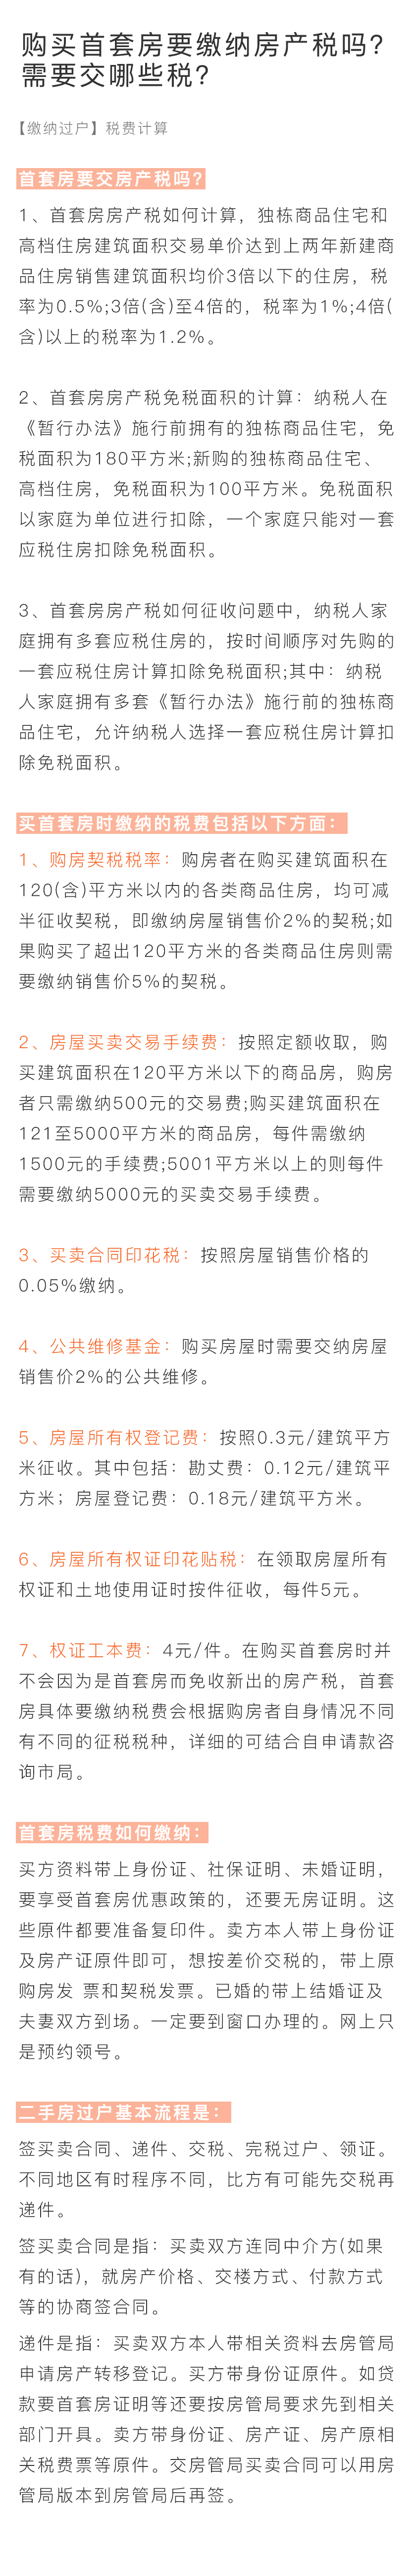 购买首套房要缴纳房产税吗?
需要交哪些税?
【缴纳过户】税费计算
首套房要交房产税吗?
1、首套房房产税如何计算，独栋商品住宅和
高档住房建筑面积交易单价达到上两年新建商
品住房销售建筑面积均价3倍以下的住房，税
率为0.5%;3倍(含)至4倍的，税率为1%;4倍(
含)以上的税率为1.2%。
2、首套房房产税免税面积的计算：纳税人在
《暂行办法》施行前拥有的独栋商品住宅，免
税面积为180平方米;新购的独栋商品住宅、
高档住房，免税面积为100平方米。免税面积
以家庭为单位进行扣除，一个家庭只能对一套
应税住房扣除免税面积。
3、首套房房产税如何征收问题中，纳税人家
庭拥有多套应税住房的，按时间顺序对先购的
一套应税住房计算扣除免税面积;其中：纳税
人家庭拥有多套《暂行办法》施行前的独栋商
品住宅，允许纳税人选择一套应税住房计算扣
除免税面积。
买首套房时缴纳的税费包括以下方面：
1、购房契税税率：购房者在购买建筑面积在
120(含)平方米以内的各类商品住房，均可减
半征收契税，即缴纳房屋销售价2%的契税;如
果购买了超出120平方米的各类商品住房则需
要缴纳销售价5%的契税。
2、房屋买卖交易手续费：按照定额收取，购
买建筑面积在120平方米以下的商品房，购房
者只需缴纳500元的交易费;购买建筑面积在
121至5000平方米的商品房，每件需缴纳
1500元的手续费;5001平方米以上的则每件
需要缴纳5000元的买卖交易手续费。
3、买卖合同印花税：按照房屋销售价格的
0.05%缴纳。
4、公共维修基金：购买房屋时需要交纳房屋
销售价2%的公共维修。
5、房屋所有权登记费：按照0.3元/建筑平方
米征收。其中包括：勘丈费：0.12元/建筑平
方米；房屋登记费：0.18元/建筑平方米。
6、房屋所有权证印花贴税：在领取房屋所有
权证和土地使用证时按件征收，每件5元。
7、权证工本费：4元/件。在购买首套房时并
不会因为是首套房而免收新出的房产税，首套
房具体要缴纳税费会根据购房者自身情况不同
有不同的征税税种，详细的可结合自申请款咨
询市局。
首套房税费如何缴纳：
买方资料带上身份证、社保证明、未婚证明，
要享受首套房优惠政策的，还要无房证明。这
些原件都要准备复印件。卖方本人带上身份证
及房产证原件即可，想按差价交税的，带上原
购房发 票和契税发票。已婚的带上结婚证及
夫妻双方到场。一定要到窗口办理的。网上只
是预约领号。
二手房过户基本流程是：
签买卖合同、递件、交税、完税过户、领证。
不同地区有时程序不同，比方有可能先交税再
递件。
签买卖合同是指：买卖双方连同中介方(如果
有的话)，就房产价格、交楼方式、付款方式
等的协商签合同。
递件是指：买卖双方本人带相关资料去房管局
申请房产转移登记。买方带身份证原件。如贷
款要首套房证明等还要按房管局要求先到相关
部门开具。卖方带身份证、房产证、房产原相
关税费票等原件。交房管局买卖合同可以用房
管局版本到房管局后再签。